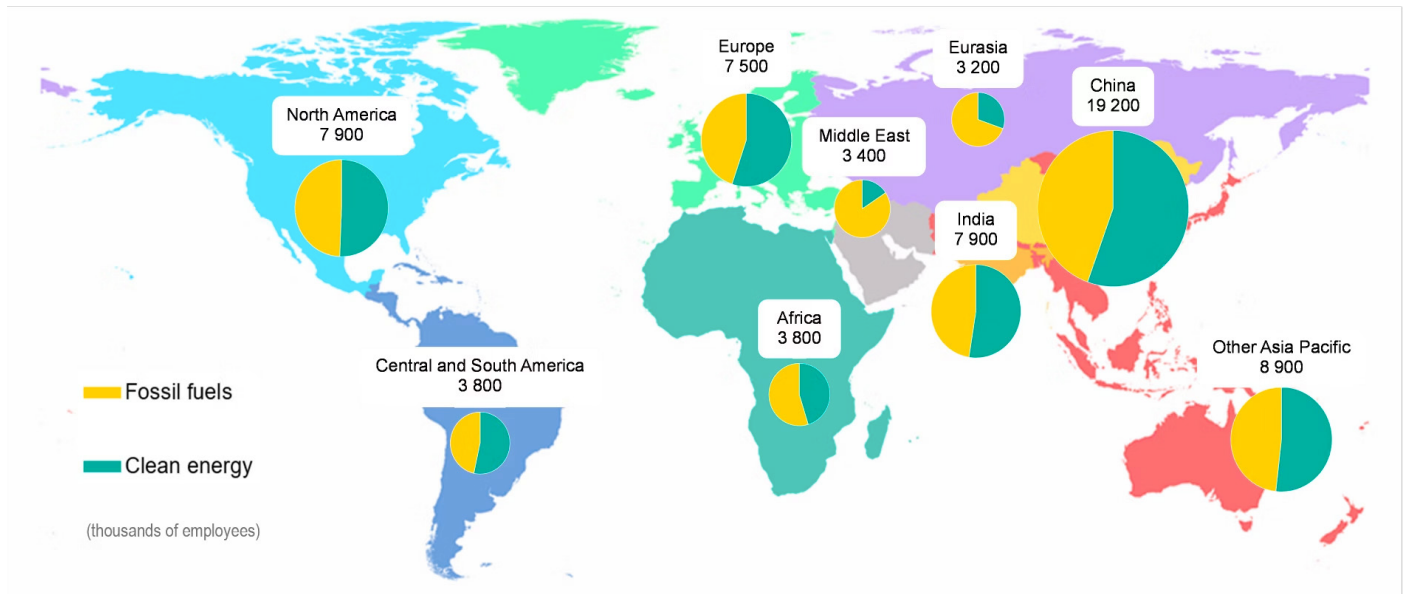 Europe
7 500
Eurasia
3 200
China
19 200
North America
7 900
Middle East
3 400
India
7 900
Africa
3 800
Other Asia Pacific
8 900
Central and South America
3 800
Fossil fuels
Clean energy
(thousands of employees)